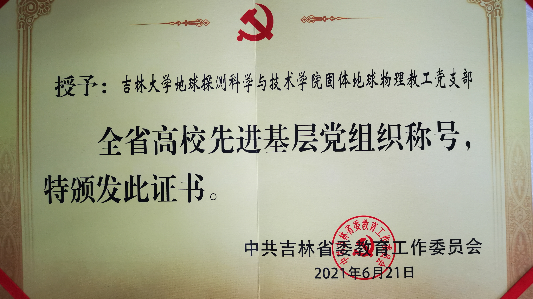 授予：吉林大学地球探测科学与技术学院固体地球物理教工党支部
全省高校先进基层党组织称号，
特颁发此证书。
中共吉林省委教育工作委员会
2021年6月21日